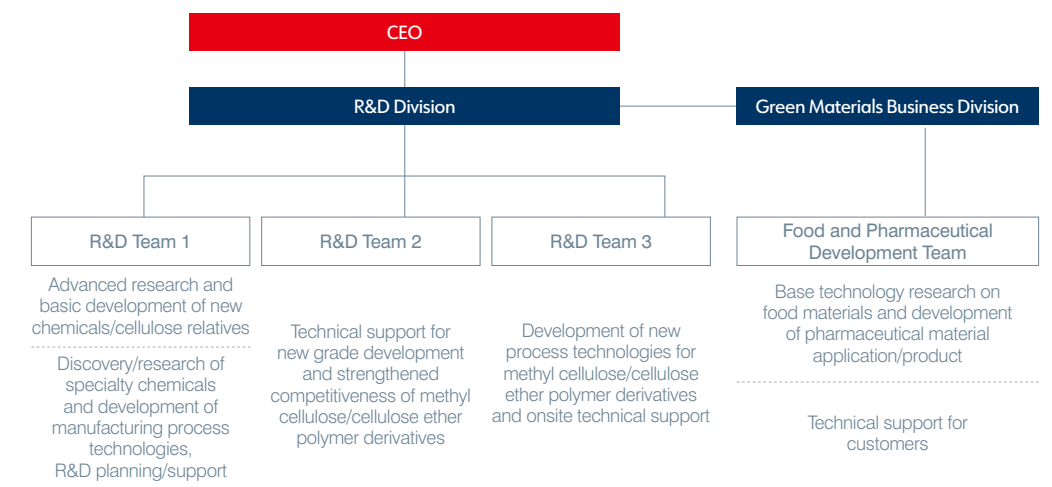 CEO
R&D Division
Green Materials Business Division
R&D Team 1
R&D Team 2
R&D Team 3
Food and Pharmaceutical
Development Team
Advanced research and
basic development of new
chemicals/cellulose relatives
Discovery/research of
specialty chemicals
and development of
manufacturing process
technologies,
R&D planning/support
Technical support for
new grade development
and strengthened
competitiveness of methyl
cellulose/cellulose ether
polymer derivatives
Development of new
process technologies for
methyl cellulose/cellulose
ether polymer derivatives
and onsite technical support
Base technology research on
food materials and development
of pharmaceutical material
application/product
Technical support for
customers